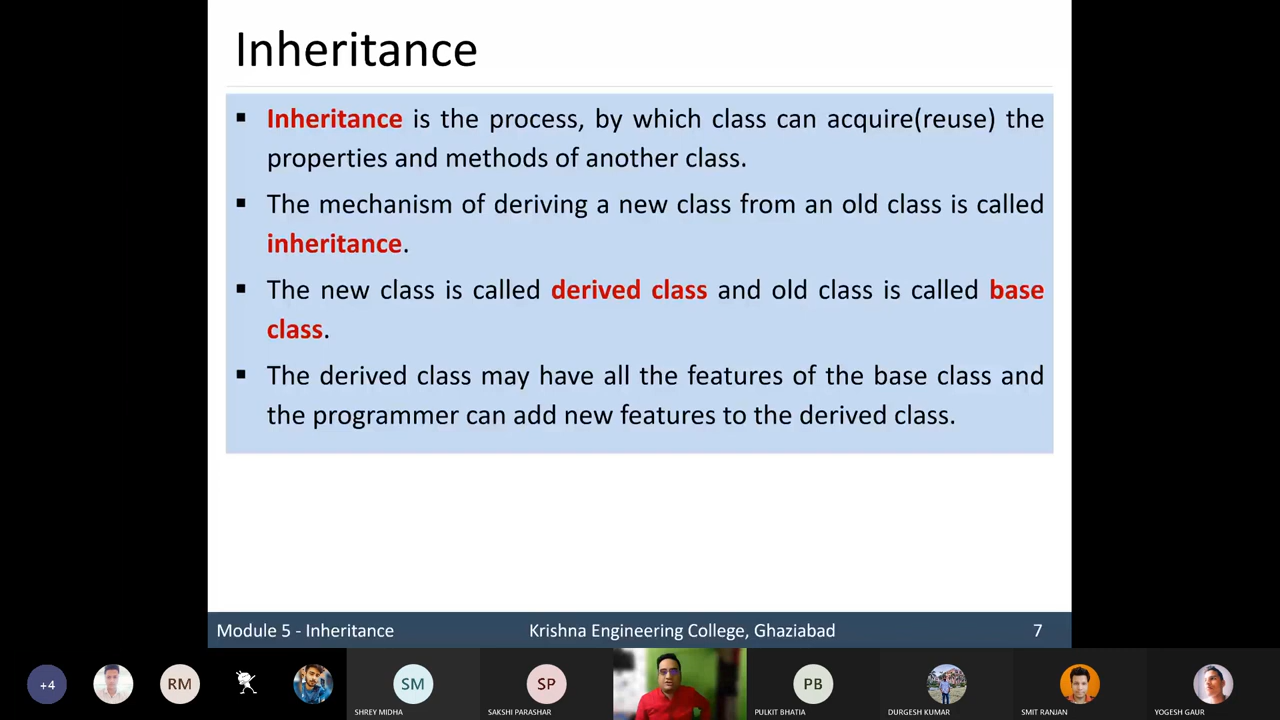 Inheritance
▪ Inheritance is the process, by which class can acquire(reuse) the
properties and methods of another class.
▪ The mechanism of deriving a new class from an old class is called
inheritance.
▪ The new class is called derived class and old class is called base
class.
▪ The derived class may have all the features of the base class and
the programmer can add new features to the derived class.
Module 5 - Inheritance Krishna Engineering College, Ghaziabad 7
+4 RM SM SP PB
SHREY MIDHA SAKSHI PARASHAR PULKIT BHATIA DURGESH KUMAR SMIT RANJAN YOGESH GAUR